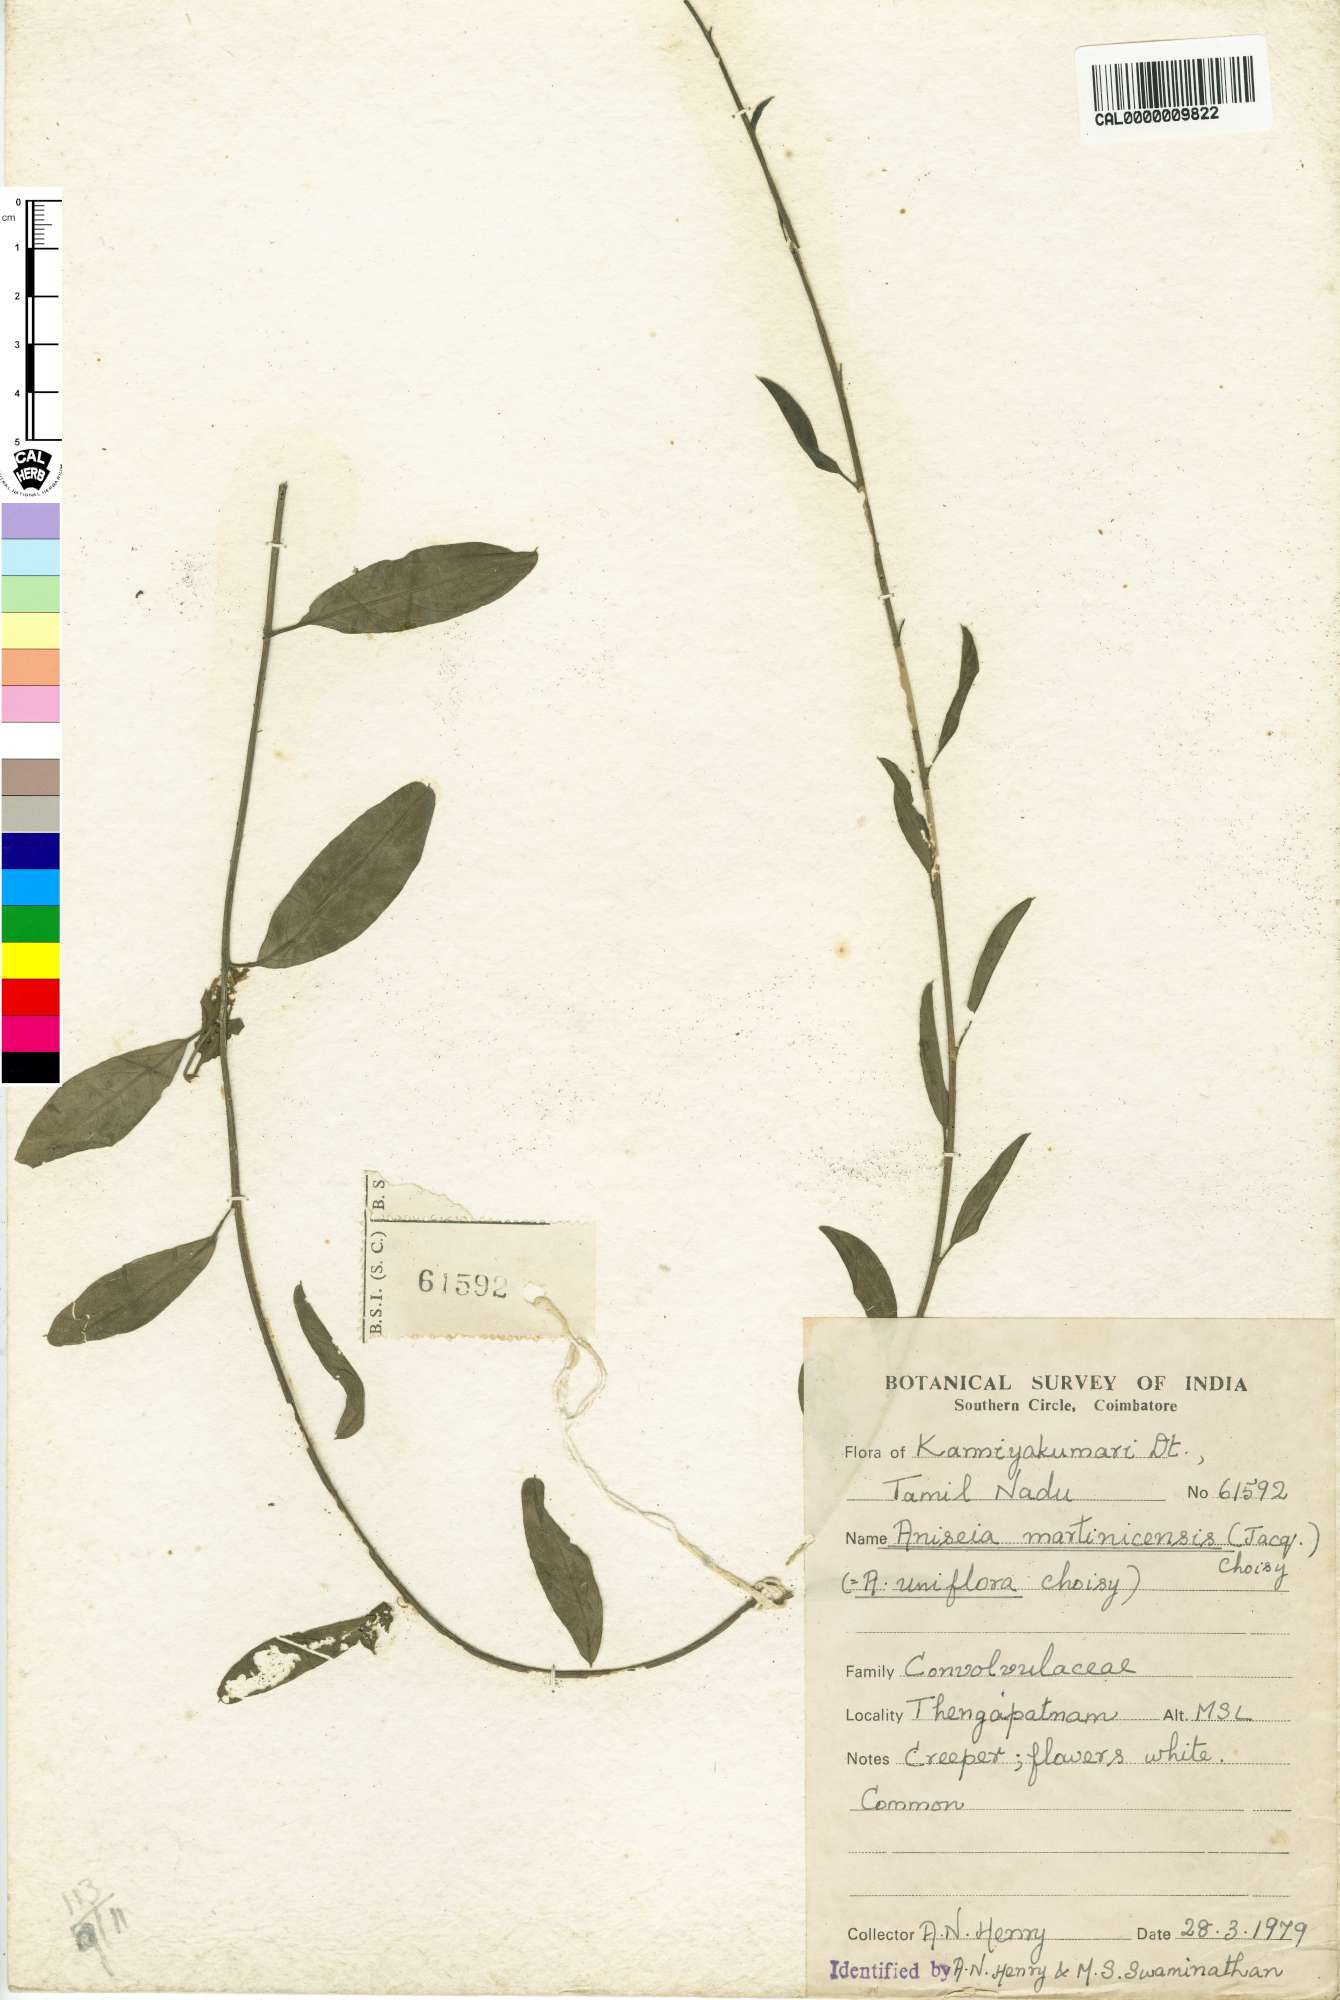 CAL0000009822
0
cm
1
2
3
4
5
CAL
HERB
B.S.I. (S. C.)
B. S
61592
BOTANICAL SURVEY OF INDIA
Southern Circle, Coimbatore
Flora of Kanniyakumari Dt.,
Tamil Nadu No 61592
Name Aniseia martinicensis (Jacq.)
Choisy
(= A. uniflora Choisy)
Family Convolvulaceae
Locality Thengapatnam Alt. MSL
Notes Creeper; flowers white.
Common
Collector A.N. Henry Date 28.3.1979
Identified by A.N. Henry & M.S. Swaminathan
113
11